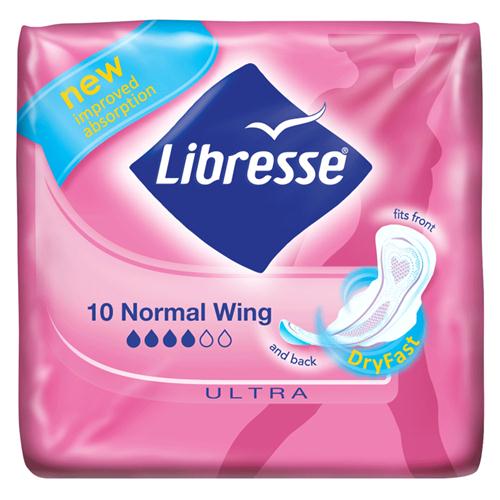 new
improved
absorption
Libresse®
fits front
10 Normal Wing
and back
DryFast
ULTRA